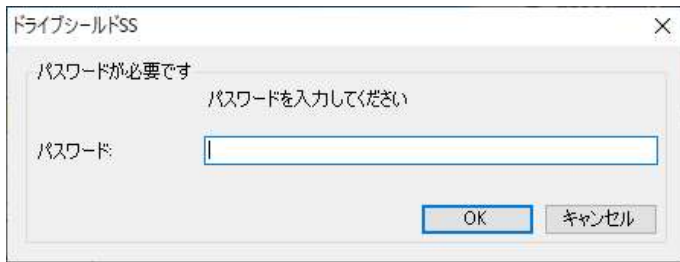 ドライブシールドSS
パスワードが必要です
パスワードを入力してください
パスワード:
OK
キャンセル